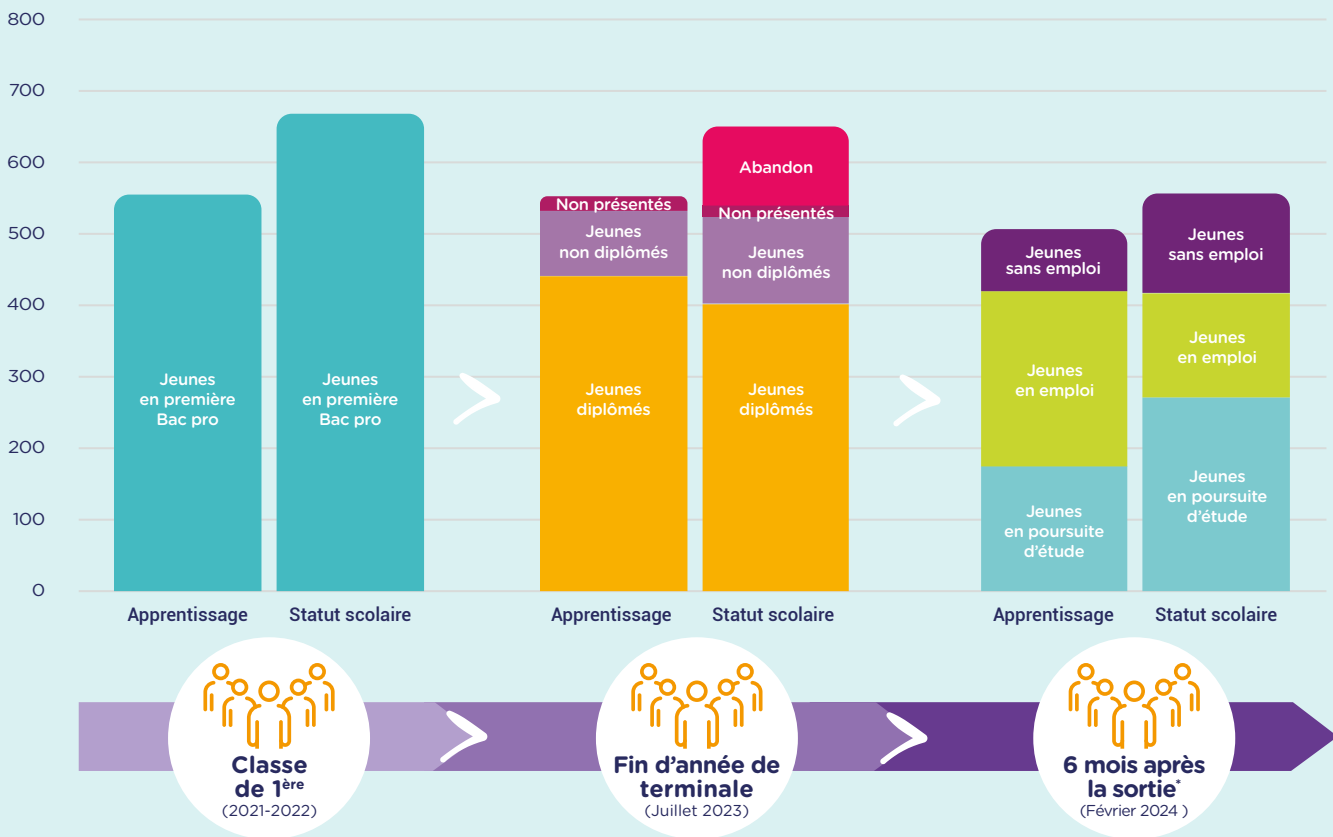 800
700
600
500
400
300
200
100
0
Jeunes
en première
Bac pro
Jeunes
en première
Bac pro
Non présentés
Jeunes
non diplômés
Jeunes
diplômés
Abandon
Non présentés
Jeunes
non diplômés
Jeunes
diplômés
Jeunes
sans emploi
Jeunes
en emploi
Jeunes
en poursuite
d'étude
Jeunes
sans emploi
Jeunes
en emploi
Jeunes
en poursuite
d'étude
Apprentissage Statut scolaire
Apprentissage Statut scolaire
Apprentissage Statut scolaire
Classe
de 1ère
(2021-2022)
Fin d'année de
terminale
(Juillet 2023)
6 mois après
la sortie*
(Février 2024 )